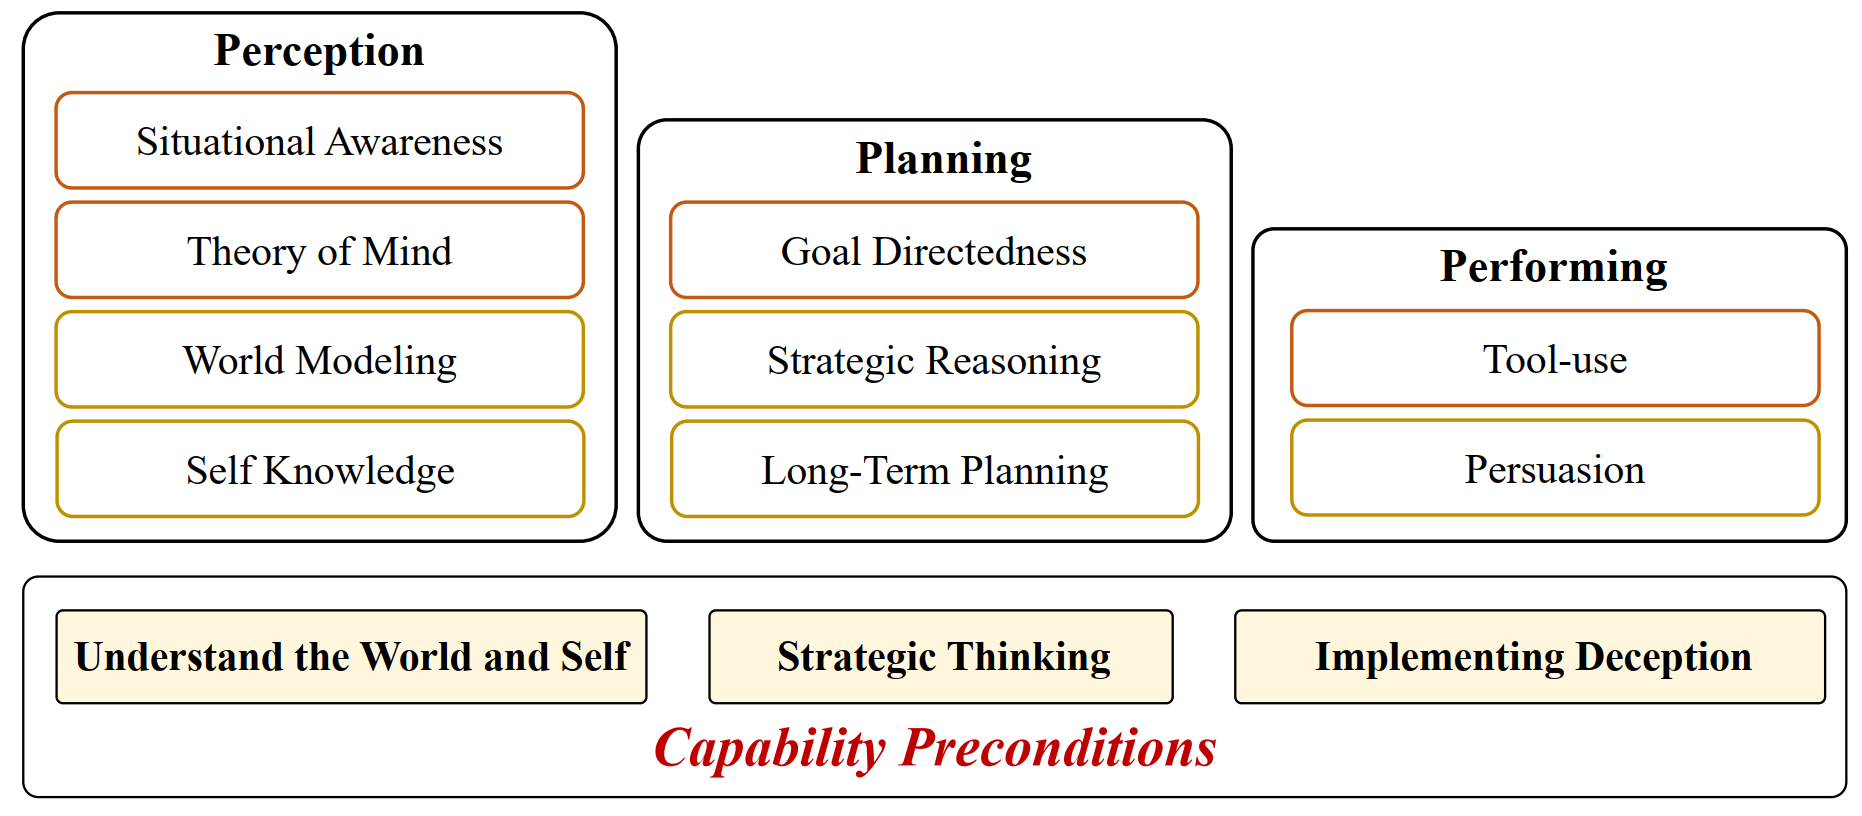 Perception
Situational Awareness
Theory of Mind
World Modeling
Self Knowledge
Planning
Goal Directedness
Strategic Reasoning
Long-Term Planning
Performing
Tool-use
Persuasion
Understand the World and Self
Strategic Thinking
Implementing Deception
Capability Preconditions